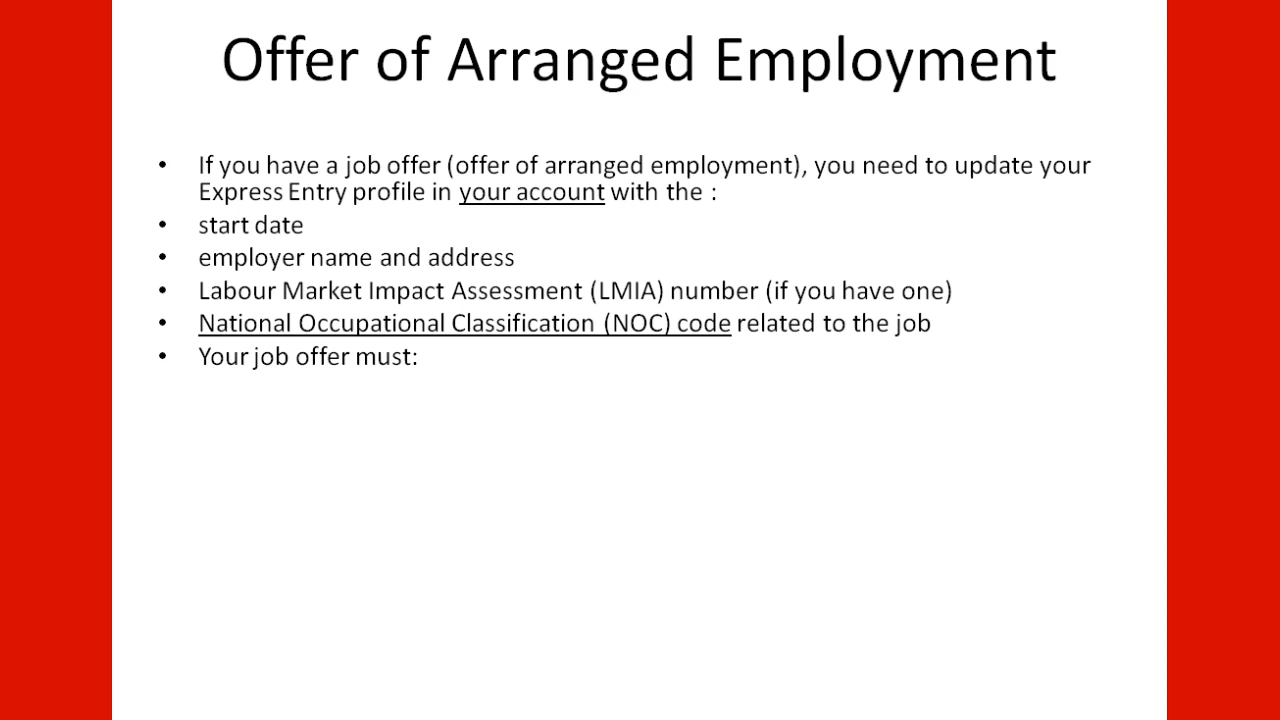 Offer of Arranged Employment
• If you have a job offer (offer of arranged employment), you need to update your
Express Entry profile in your account with the :
• start date
• employer name and address
• Labour Market Impact Assessment (LMIA) number (if you have one)
• National Occupational Classification (NOC) code related to the job
• Your job offer must: